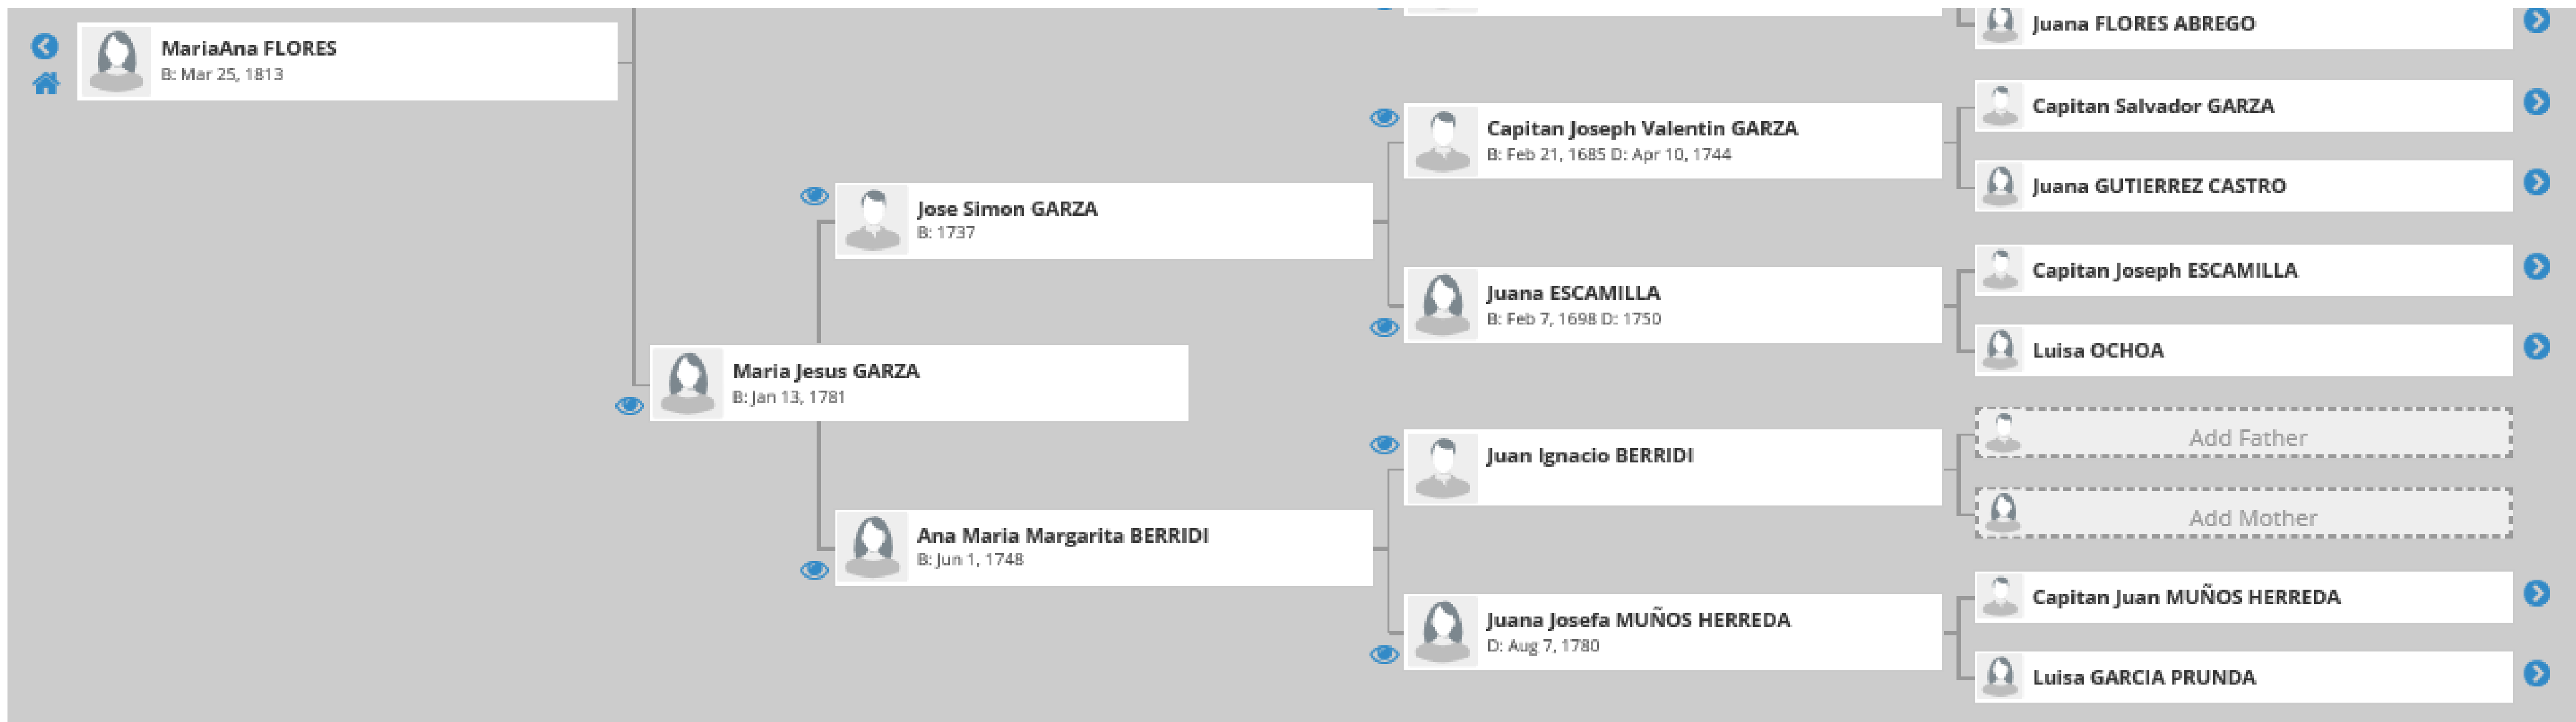 MariaAna FLORES
B: Mar 25, 1813
Maria Jesus GARZA
B: Jan 13, 1781
Jose Simon GARZA
B: 1737
Ana Maria Margarita BERRIDI
B: Jun 1, 1748
Capitan Joseph Valentin GARZA
B: Feb 21, 1685 D: Apr 10, 1744
Juana ESCAMILLA
B: Feb 7, 1698 D: 1750
Juan Ignacio BERRIDI
Juana Josefa MUÑOS HERREDA
D: Aug 7, 1780
Juana FLORES ABREGO
Capitan Salvador GARZA
Juana GUTIERREZ CASTRO
Capitan Joseph ESCAMILLA
Luisa OCHOA
Add Father
Add Mother
Capitan Juan MUÑOS HERREDA
Luisa GARCIA PRUNDA